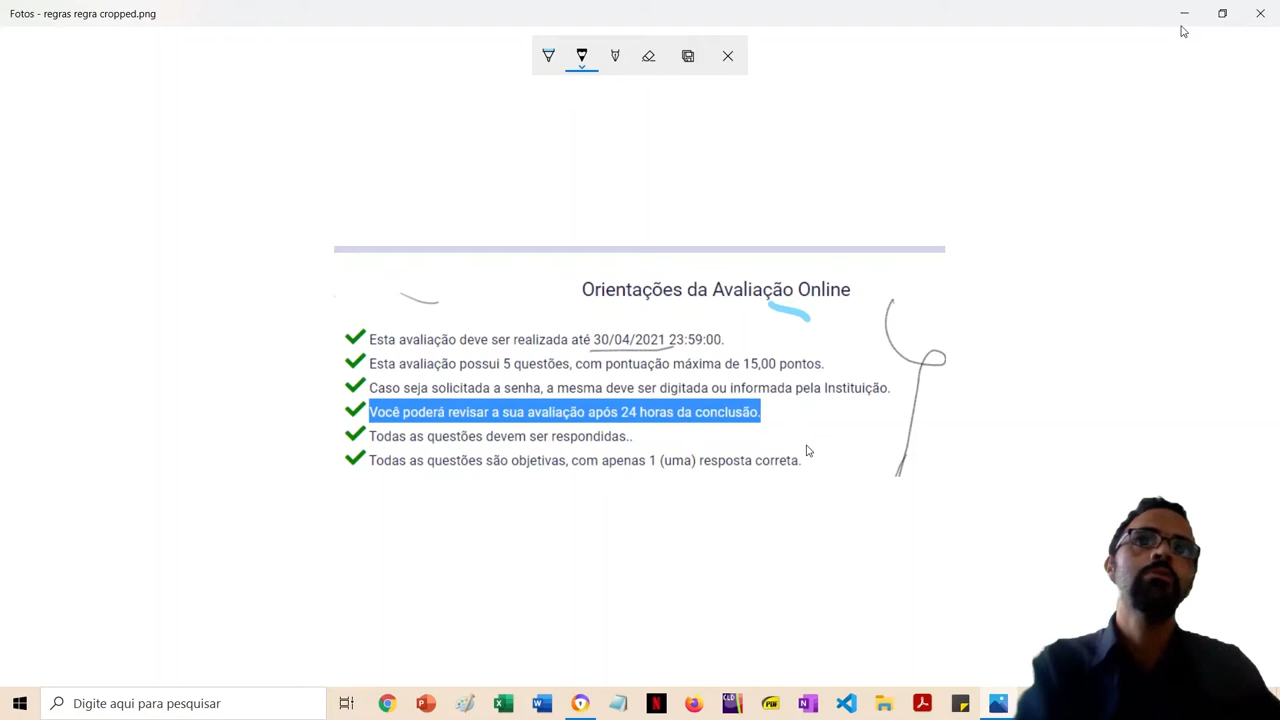 Fotos - regras regra cropped.png
Orientações da Avaliação Online
Esta avaliação deve ser realizada até 30/04/2021 23:59:00.
Esta avaliação possui 5 questões, com pontuação máxima de 15,00 pontos.
Caso seja solicitada a senha, a mesma deve ser digitada ou informada pela Instituição.
Você poderá revisar a sua avaliação após 24 horas da conclusão.
Todas as questões devem ser respondidas..
Todas as questões são objetivas, com apenas 1 (uma) resposta correta.
Digite aqui para pesquisar
CLD
PDF